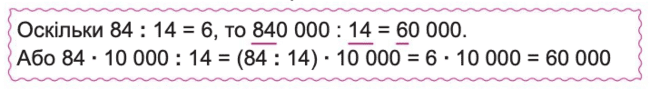 Оскільки 84 : 14 = 6, то 840 000 : 14 = 60 000.
Або 84 · 10 000 : 14 = (84 : 14) · 10 000 = 6 · 10 000 = 60 000